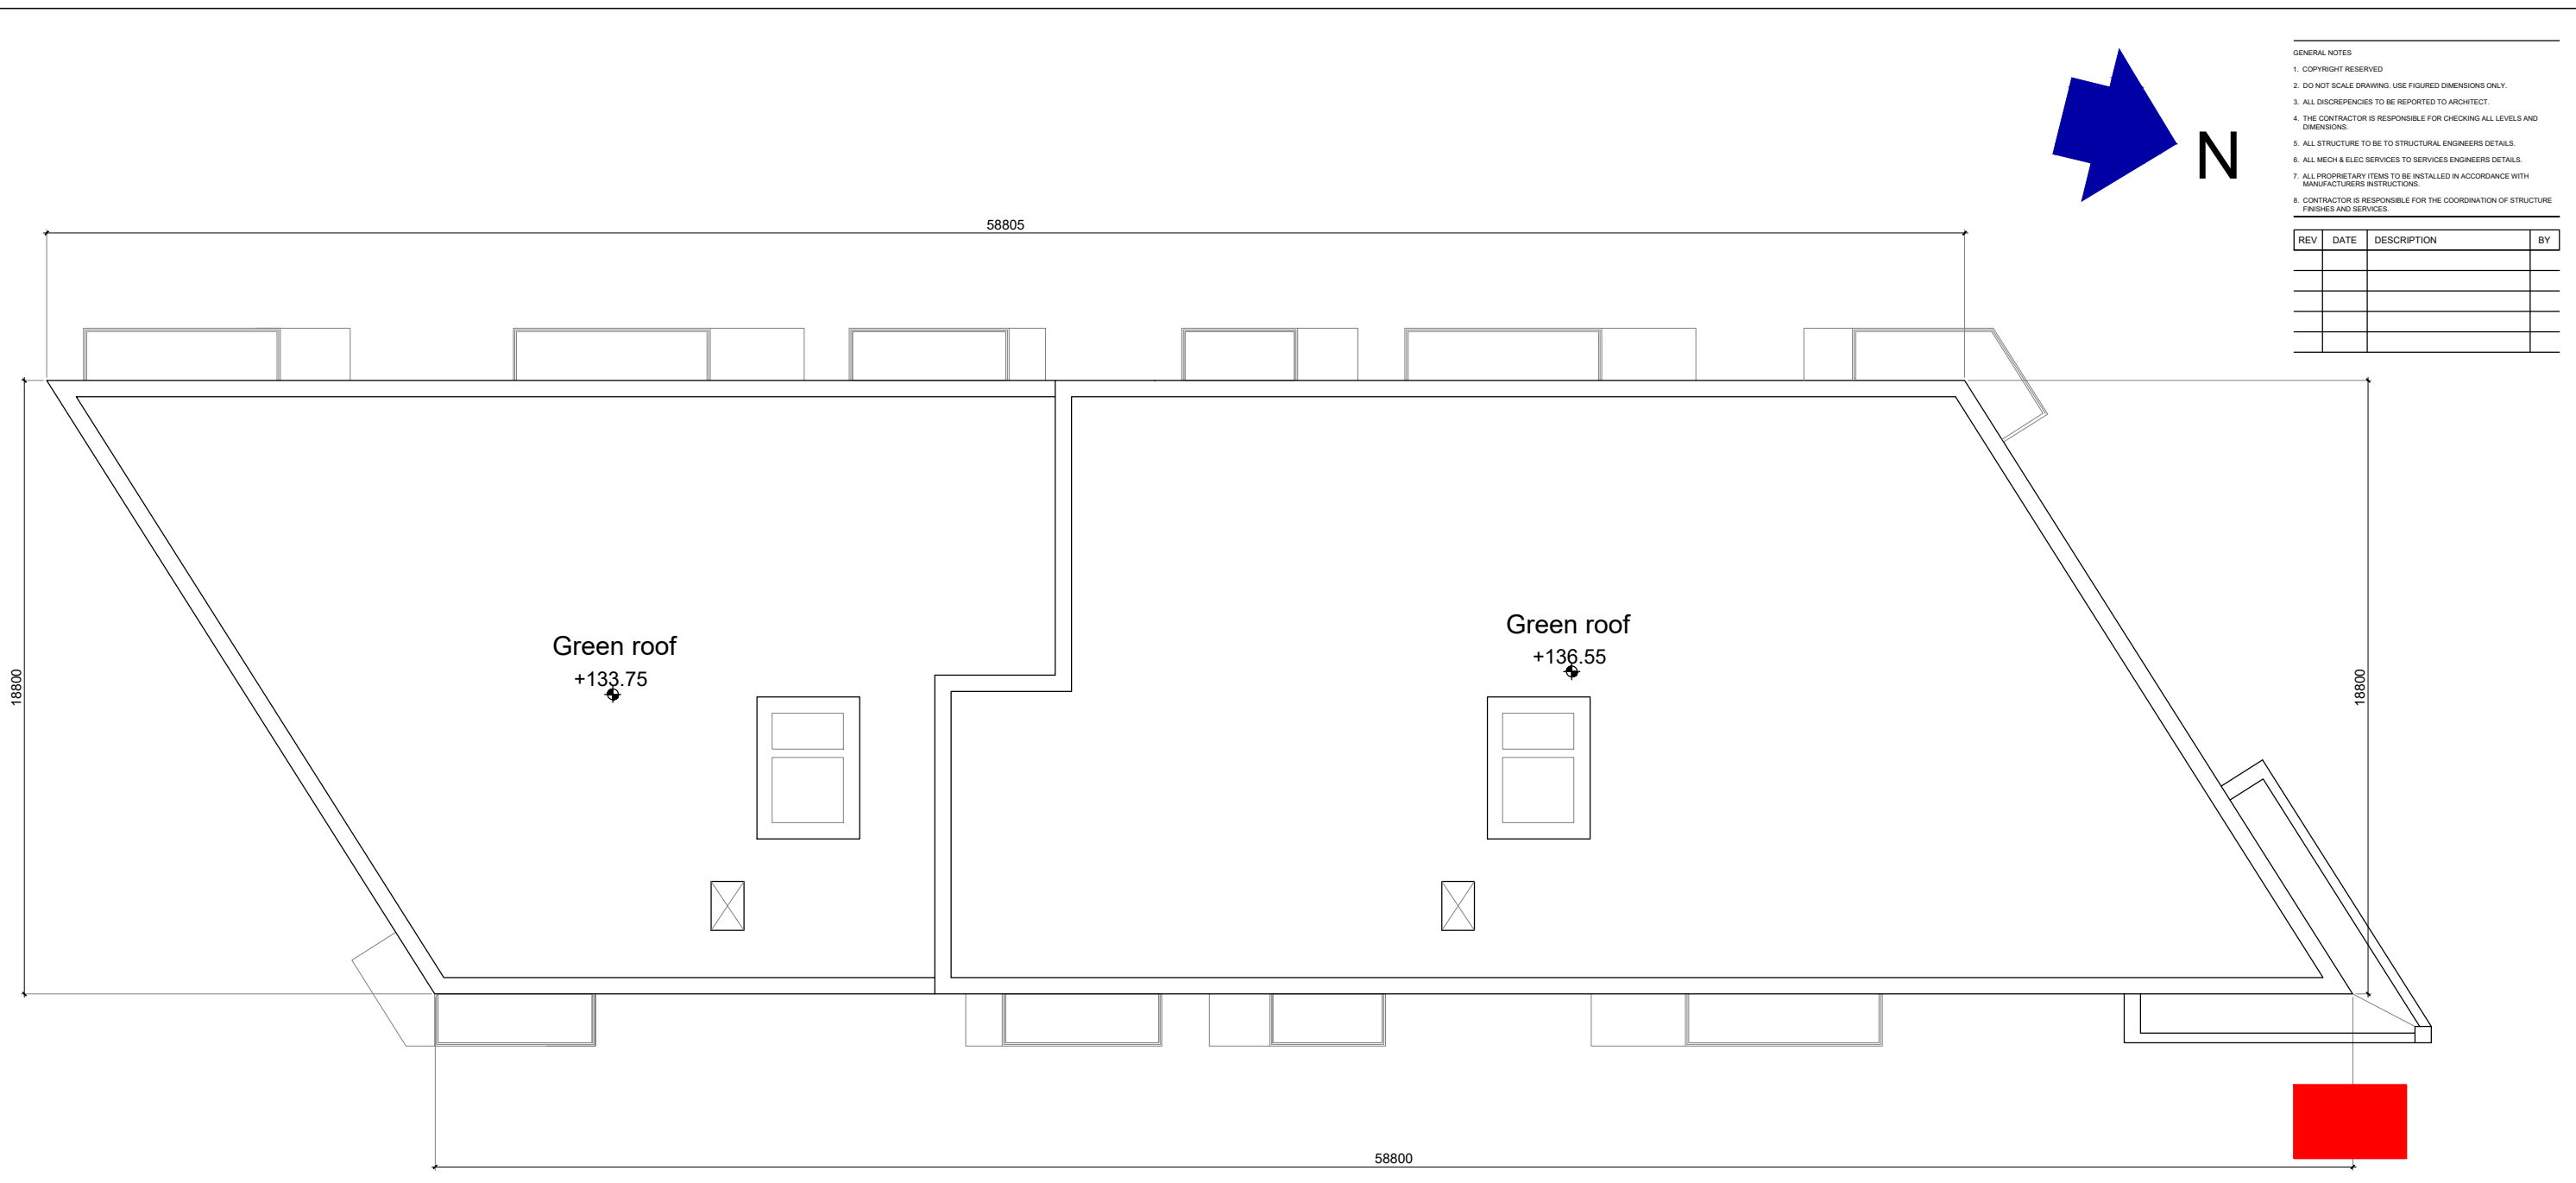 GENERAL NOTES
1. COPYRIGHT RESERVED
2. DO NOT SCALE DRAWING. USE FIGURED DIMENSIONS ONLY.
3. ALL DISCREPENCIES TO BE REPORTED TO ARCHITECT.
4. THE CONTRACTOR IS RESPONSIBLE FOR CHECKING ALL LEVELS AND
DIMENSIONS.
5. ALL STRUCTURE TO BE TO STRUCTURAL ENGINEERS DETAILS.
6. ALL MECH & ELEC SERVICES TO SERVICES ENGINEERS DETAILS.
7. ALL PROPRIETARY ITEMS TO BE INSTALLED IN ACCORDANCE WITH
MANUFACTURERS INSTRUCTIONS.
8. CONTRACTOR IS RESPONSIBLE FOR THE COORDINATION OF STRUCTURE
FINISHES AND SERVICES.
REV DATE DESCRIPTION BY
N
58805
18800
Green roof
+133.75
Green roof
+136.55
18800
58800